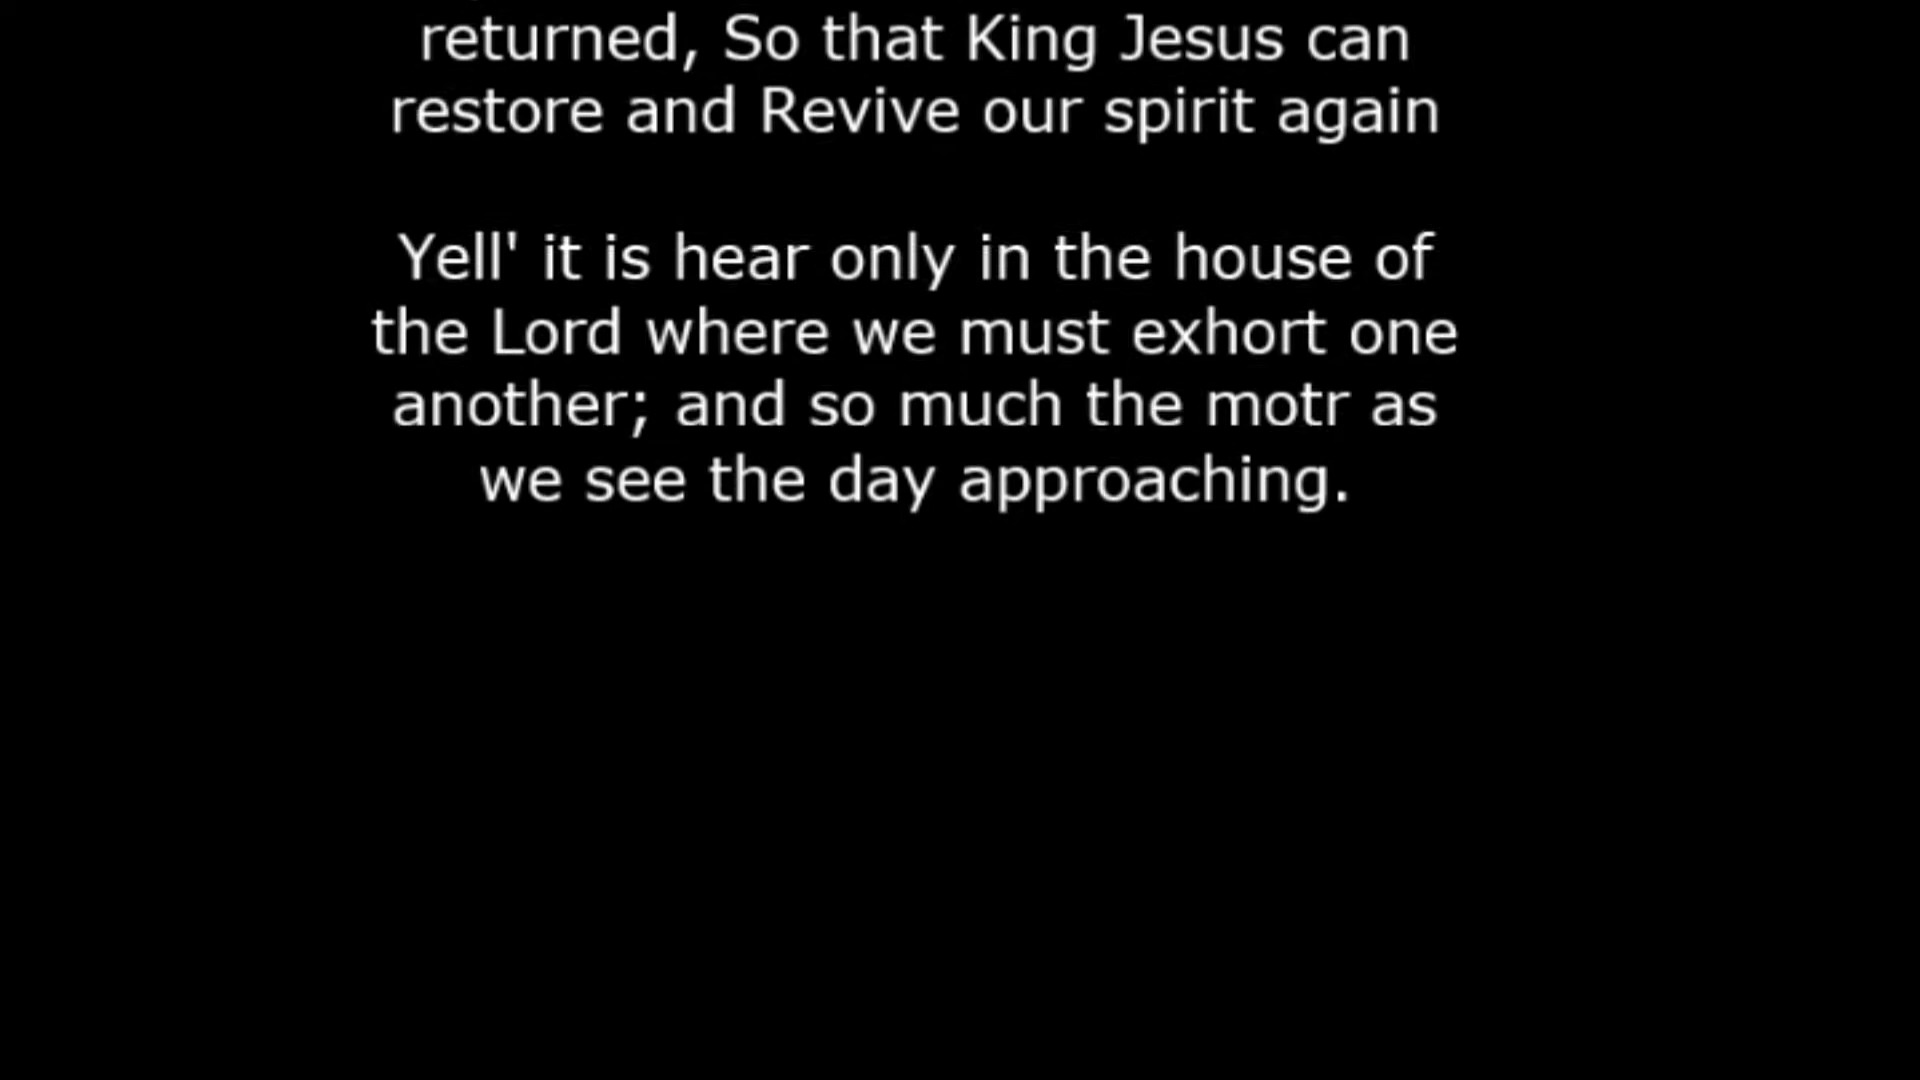 returned, So that King Jesus can
restore and Revive our spirit again
Yell' it is hear only in the house of
the Lord where we must exhort one
another; and so much the motr as
we see the day approaching.